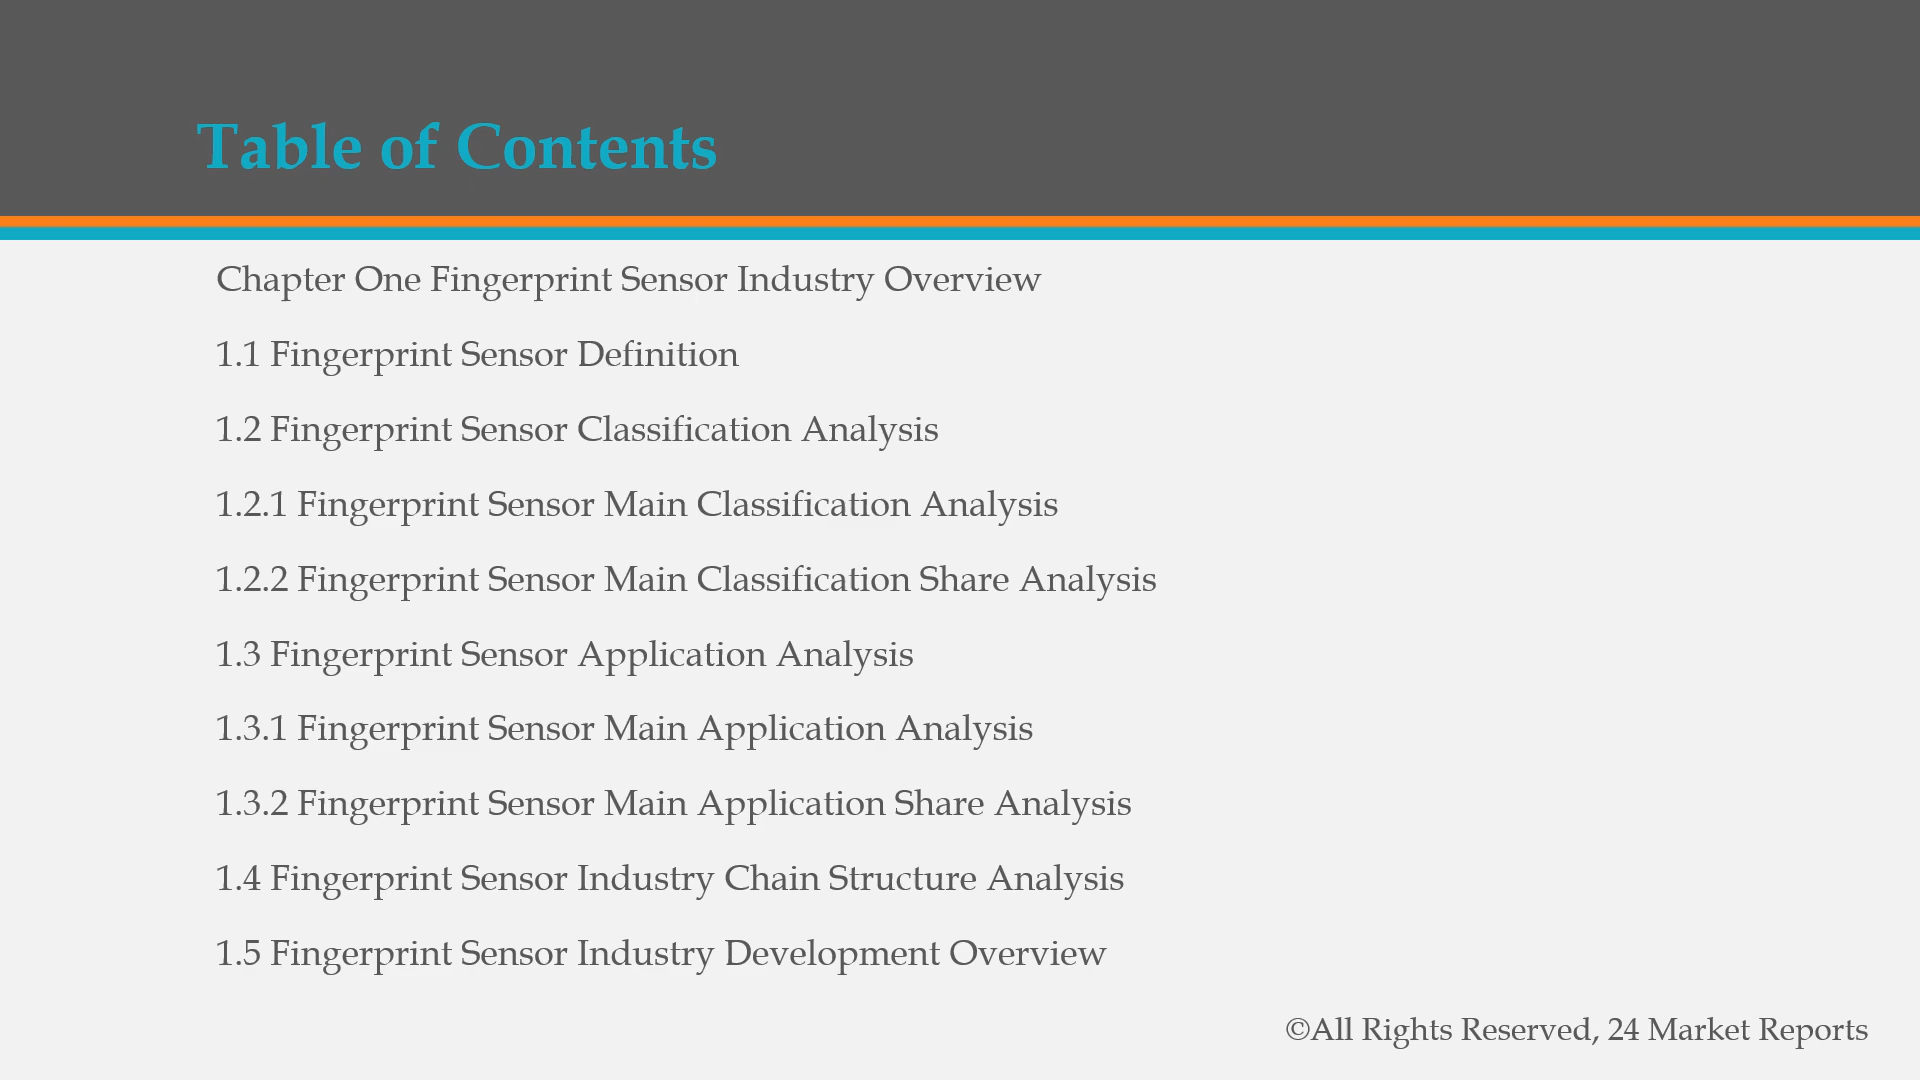 Table of Contents
Chapter One Fingerprint Sensor Industry Overview
1.1 Fingerprint Sensor Definition
1.2 Fingerprint Sensor Classification Analysis
1.2.1 Fingerprint Sensor Main Classification Analysis
1.2.2 Fingerprint Sensor Main Classification Share Analysis
1.3 Fingerprint Sensor Application Analysis
1.3.1 Fingerprint Sensor Main Application Analysis
1.3.2 Fingerprint Sensor Main Application Share Analysis
1.4 Fingerprint Sensor Industry Chain Structure Analysis
1.5 Fingerprint Sensor Industry Development Overview
©All Rights Reserved, 24 Market Reports